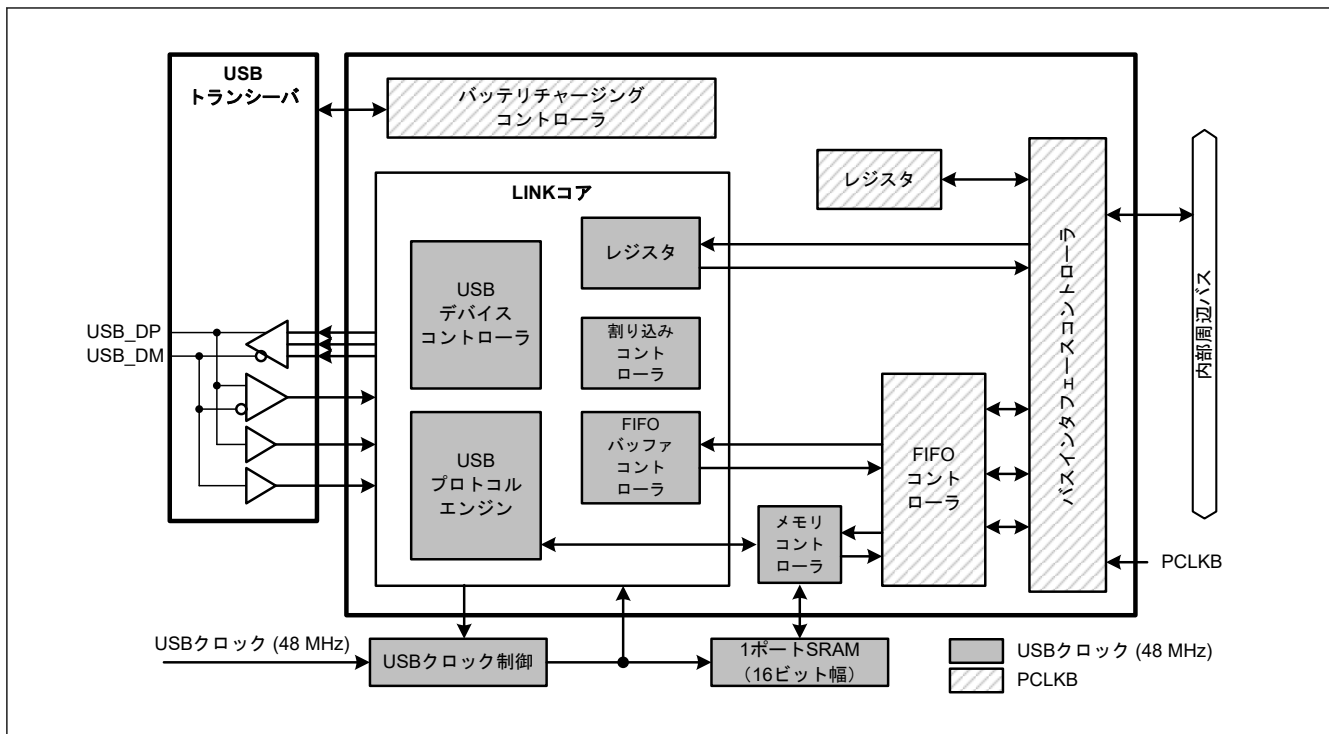 USB
トランシーバ
バッテリチャージング
コントローラ
レジスタ
LINKコア
レジスタ
USB
デバイス
コントローラ
割り込み
コント
ローラ
USB_DP
USB_DM
USB
プロトコル
エンジン
FIFO
バッファ
コント
ローラ
メモリ
コント
ローラ
FIFO
コント
ローラ
バスインタフェースコントローラ
内部周辺バス
PCLKB
USBクロック (48 MHz)
USBクロック制御
1ポートSRAM
（16ビット幅）
USBクロック (48 MHz)
PCLKB